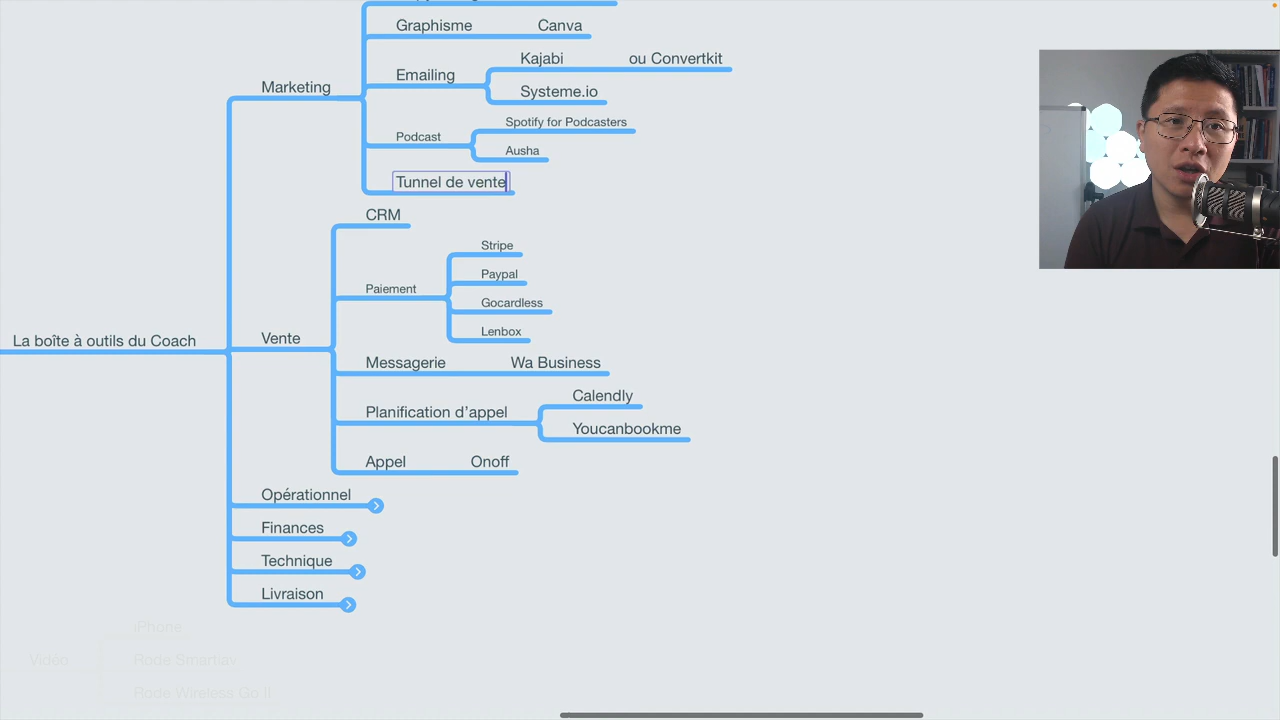 Graphisme
Canva
Emailing
Kajabi
ou Convertkit
Systeme.io
Marketing
Podcast
Spotify for Podcasters
Ausha
Tunnel de vente
CRM
Paiement
Stripe
Paypal
Gocardless
Lenbox
La boîte à outils du Coach
Vente
Messagerie
Wa Business
Planification d’appel
Calendly
Youcanbookme
Appel
Onoff
Opérationnel
Finances
Technique
Livraison
iPhone
Vidéo
Rode Smartlav
Rode Wireless Go II